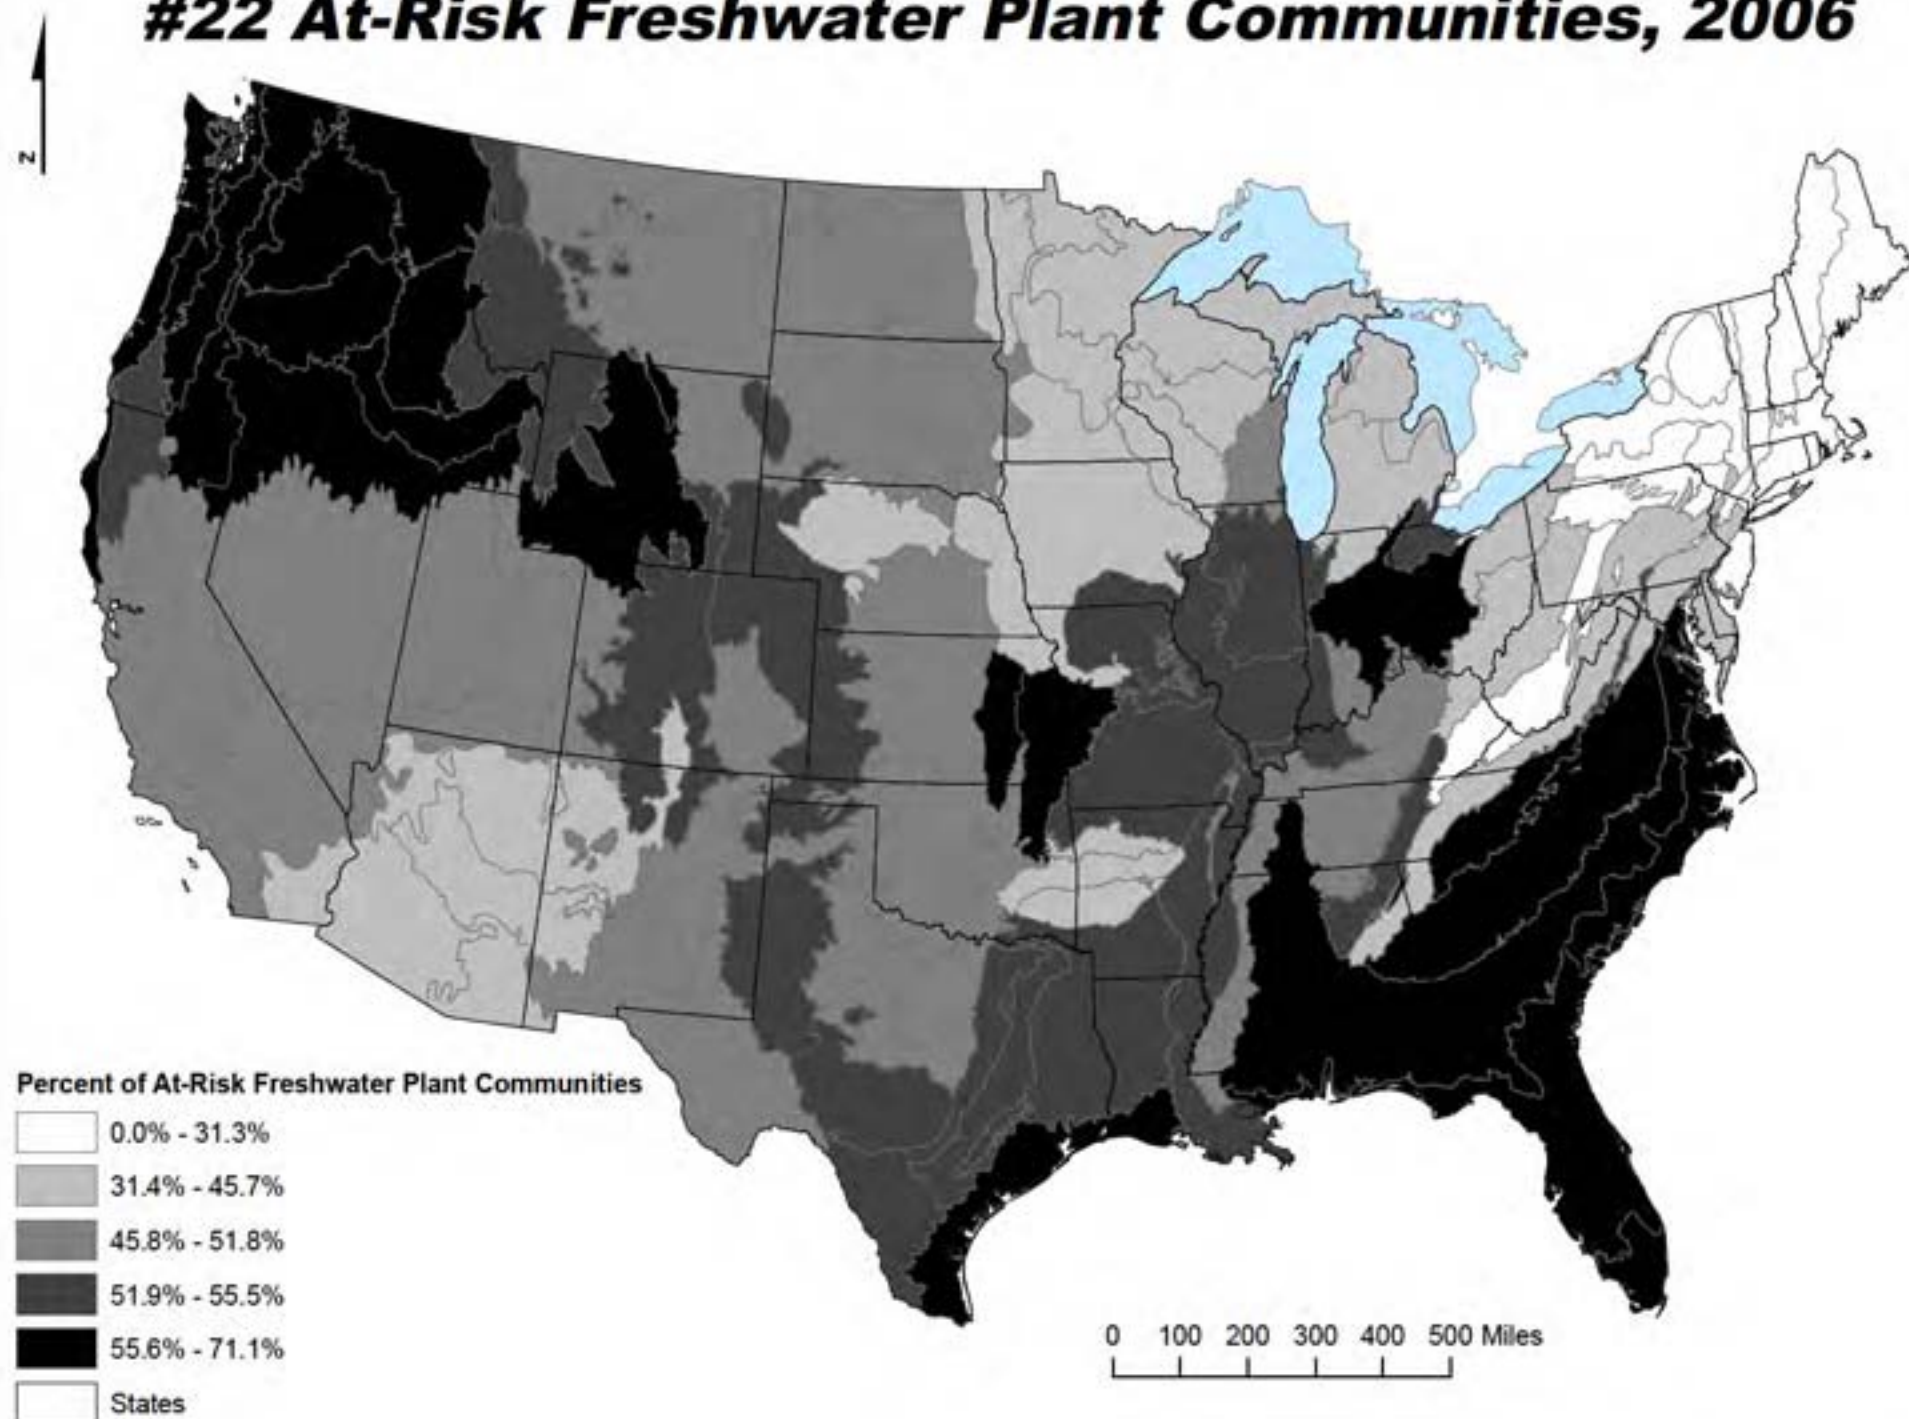 #22 At-Risk Freshwater Plant Communities, 2006
N
Percent of At-Risk Freshwater Plant Communities
0.0% - 31.3%
31.4% - 45.7%
45.8% - 51.8%
51.9% - 55.5%
55.6% - 71.1%
States
0 100 200 300 400 500 Miles